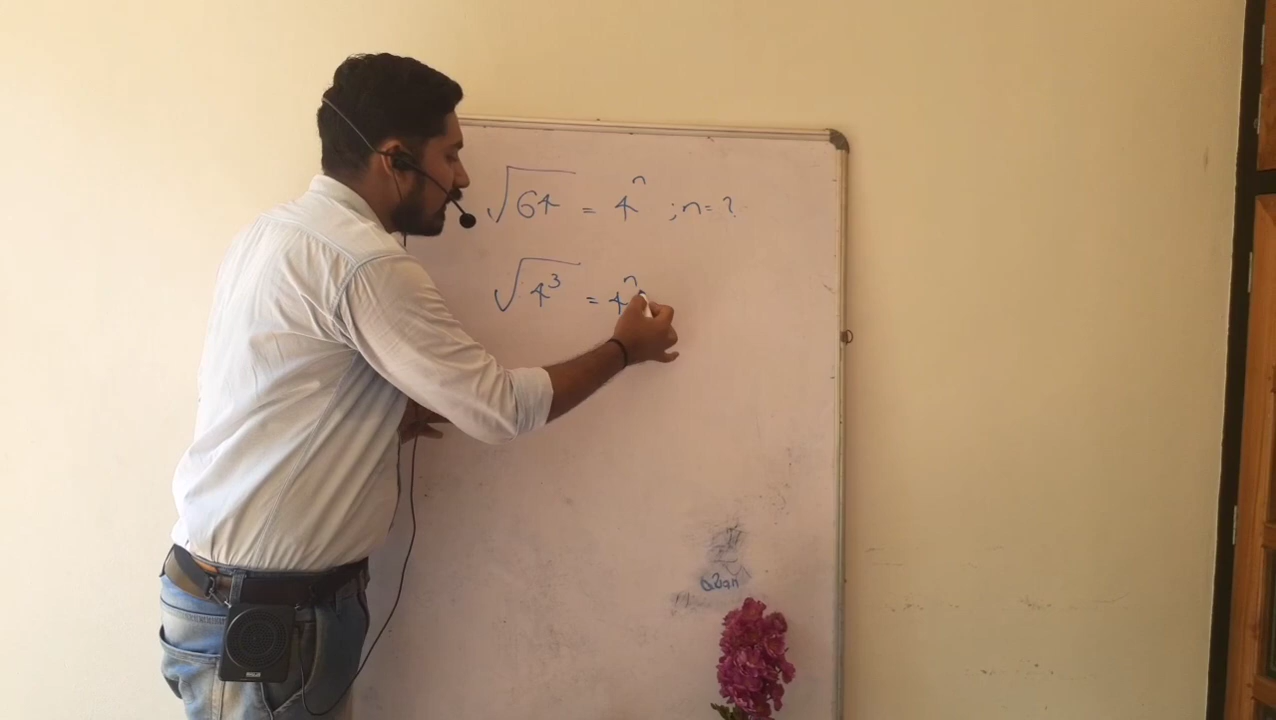 √64 = 4ⁿ ; n = ?
√4³ = 4ⁿ